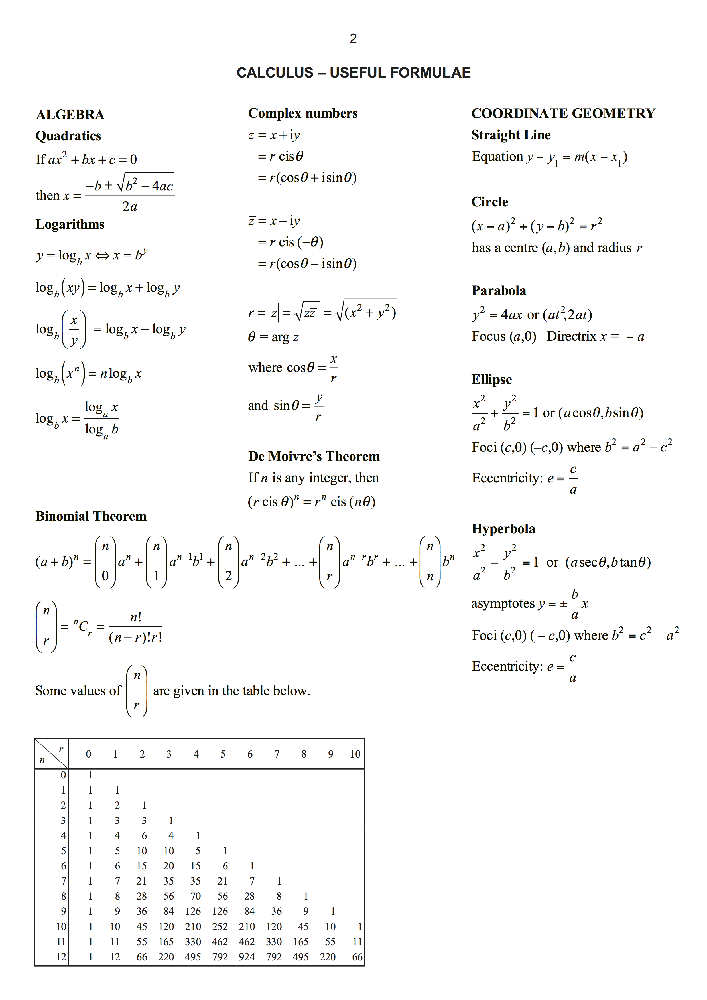 2
CALCULUS – USEFUL FORMULAE
ALGEBRA
Quadratics
If ax² + bx + c = 0
then x = (−b ± √(b² − 4ac)) / 2a
Logarithms
y = log_b x ⇔ x = b^y
log_b(xy) = log_b x + log_b y
log_b(x/y) = log_b x − log_b y
log_b(xⁿ) = n log_b x
log_b x = log_a x / log_a b
Complex numbers
z = x + iy
= r cis θ
= r(cos θ + i sin θ)
z̅ = x − iy
= r cis (−θ)
= r(cos θ − i sin θ)
r = |z| = √(zz̅) = √(x² + y²)
θ = arg z
where cos θ = x/r
and sin θ = y/r
De Moivre’s Theorem
If n is any integer, then
(r cis θ)ⁿ = rⁿ cis (nθ)
Binomial Theorem
(a + b)ⁿ = (n 0) aⁿ + (n 1) aⁿ⁻¹b¹ + (n 2) aⁿ⁻²b² + ... + (n r) aⁿ⁻ʳbʳ + ... + (n n) bⁿ
(n r) = ⁿCᵣ = n! / (n − r)!r!
Some values of (n r) are given in the table below.
n r 0 1 2 3 4 5 6 7 8 9 10
0 1
1 1 1
2 1 2 1
3 1 3 3 1
4 1 4 6 4 1
5 1 5 10 10 5 1
6 1 6 15 20 15 6 1
7 1 7 21 35 35 21 7 1
8 1 8 28 56 70 56 28 8 1
9 1 9 36 84 126 126 84 36 9 1
10 1 10 45 120 210 252 210 120 45 10 1
11 1 11 55 165 330 462 462 330 165 55 11
12 1 12 66 220 495 792 924 792 495 220 66
COORDINATE GEOMETRY
Straight Line
Equation y − y₁ = m(x − x₁)
Circle
(x − a)² + (y − b)² = r²
has a centre (a,b) and radius r
Parabola
y² = 4ax or (at²,2at)
Focus (a,0) Directrix x = − a
Ellipse
x²/a² + y²/b² = 1 or (a cos θ, b sin θ)
Foci (c,0) (–c,0) where b² = a² – c²
Eccentricity: e = c/a
Hyperbola
x²/a² − y²/b² = 1 or (a sec θ, b tan θ)
asymptotes y = ± b/a x
Foci (c,0) ( – c,0) where b² = c² – a²
Eccentricity: e = c/a